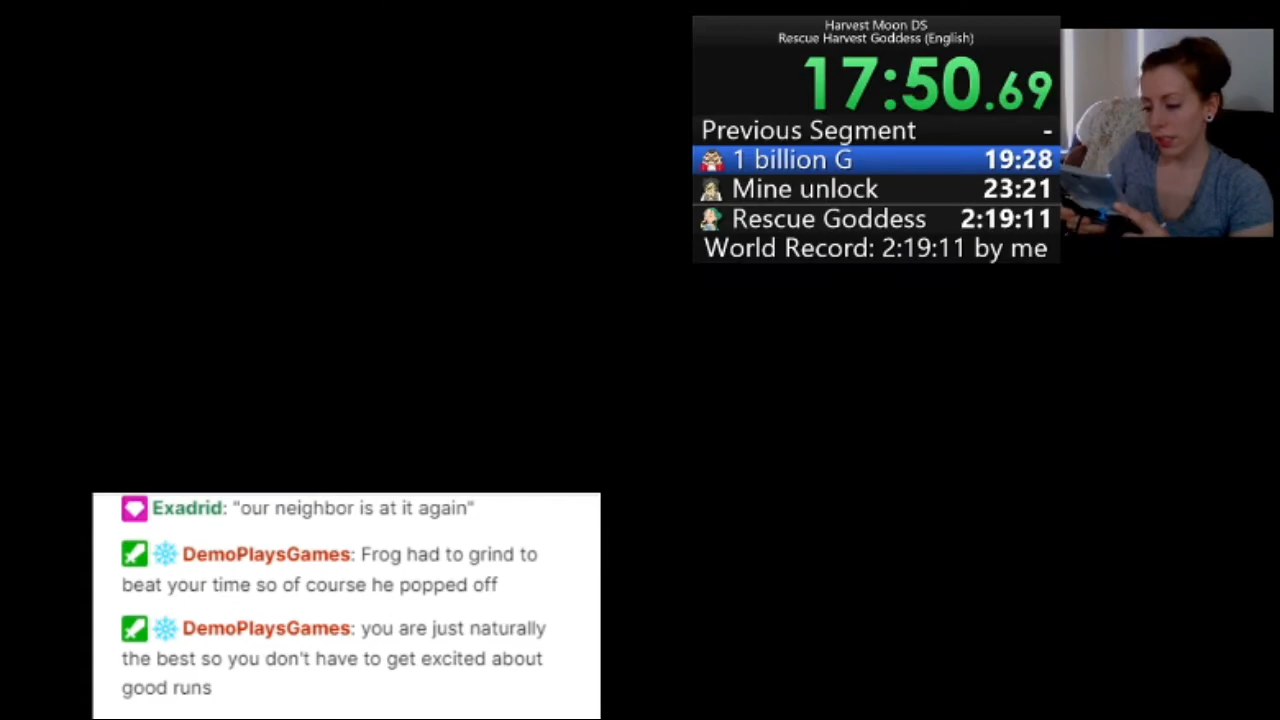 Harvest Moon DS
Rescue Harvest Goddess (English)
17:50.69
Previous Segment -
1 billion G 19:28
Mine unlock 23:21
Rescue Goddess 2:19:11
World Record: 2:19:11 by me
Exadrid: "our neighbor is at it again"
DemoPlaysGames: Frog had to grind to
beat your time so of course he popped off
DemoPlaysGames: you are just naturally
the best so you don't have to get excited about
good runs